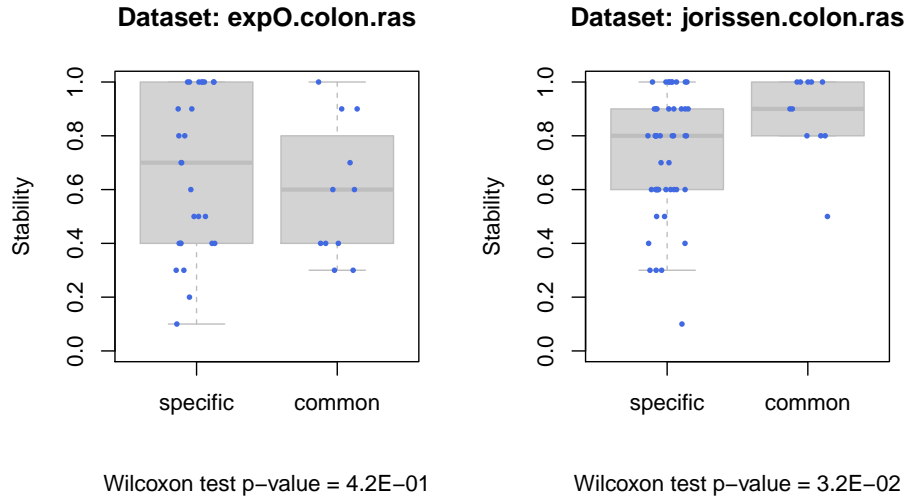 Dataset: expO.colon.ras
Stability
1.0
0.8
0.6
0.4
0.2
0.0
specific common
Wilcoxon test p−value = 4.2E−01
Dataset: jorissen.colon.ras
Stability
1.0
0.8
0.6
0.4
0.2
0.0
specific common
Wilcoxon test p−value = 3.2E−02